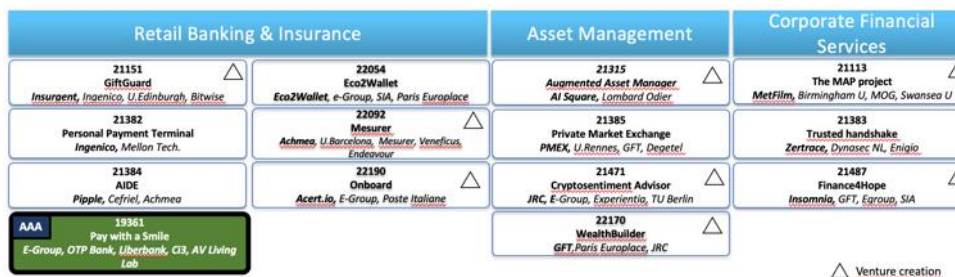 Retail Banking & Insurance
Asset Management
Corporate Financial
Services
21151
GiftGuard
Insurgent, Ingenico, U.Edinburgh, Bitwise
21382
Personal Payment Terminal
Ingenico, Mellon Tech.
21384
AIDE
Pipple, Cefriel, Achmea
AAA
19361
Pay with a Smile
E-Group, OTP Bank, Liberbank, Ci3, AV Living
Lab
22054
Eco2Wallet
Eco2Wallet, e-Group, SIA, Paris Europlace
22092
Mesurer
Achmea, U.Barcelona, Mesurer, Veneficus,
Endeavour
22190
Onboard
Acert.io, E-Group, Poste Italiane
21315
Augmented Asset Manager
AI Square, Lombard Odier
21385
Private Market Exchange
PMEX, U.Rennes, GFT, Degetel
21471
Cryptosentiment Advisor
JRC, E-Group, Experientia, TU Berlin
22170
WealthBuilder
GFT,Paris Europlace, JRC
21113
The MAP project
MetFilm, Birmingham U, MOG, Swansea U
21383
Trusted handshake
Zertrace, Dynasec NL, Enigio
21487
Finance4Hope
Insomnia, GFT, Egroup, SIA
Venture creation